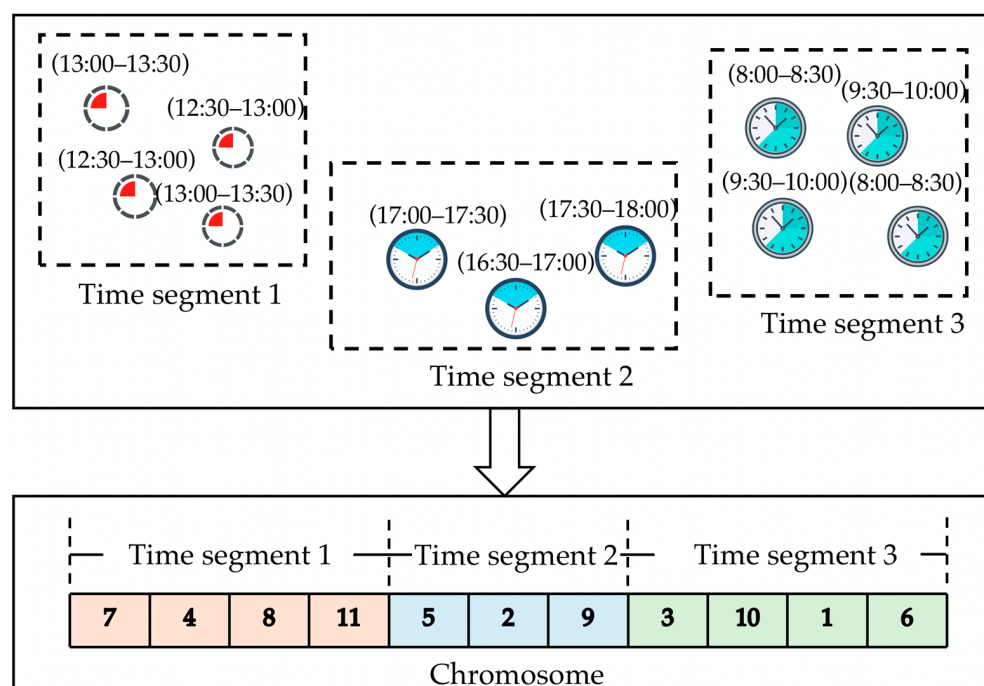 (13:00–13:30)
(12:30–13:00)
(12:30–13:00)
(13:00–13:30)
Time segment 1
(17:00–17:30)
(17:30–18:00)
(16:30–17:00)
Time segment 2
(8:00–8:30)
(9:30–10:00)
(9:30–10:00)
(8:00–8:30)
Time segment 3
Time segment 1
Time segment 2
Time segment 3
7 4 8 11 5 2 9 3 10 1 6
Chromosome